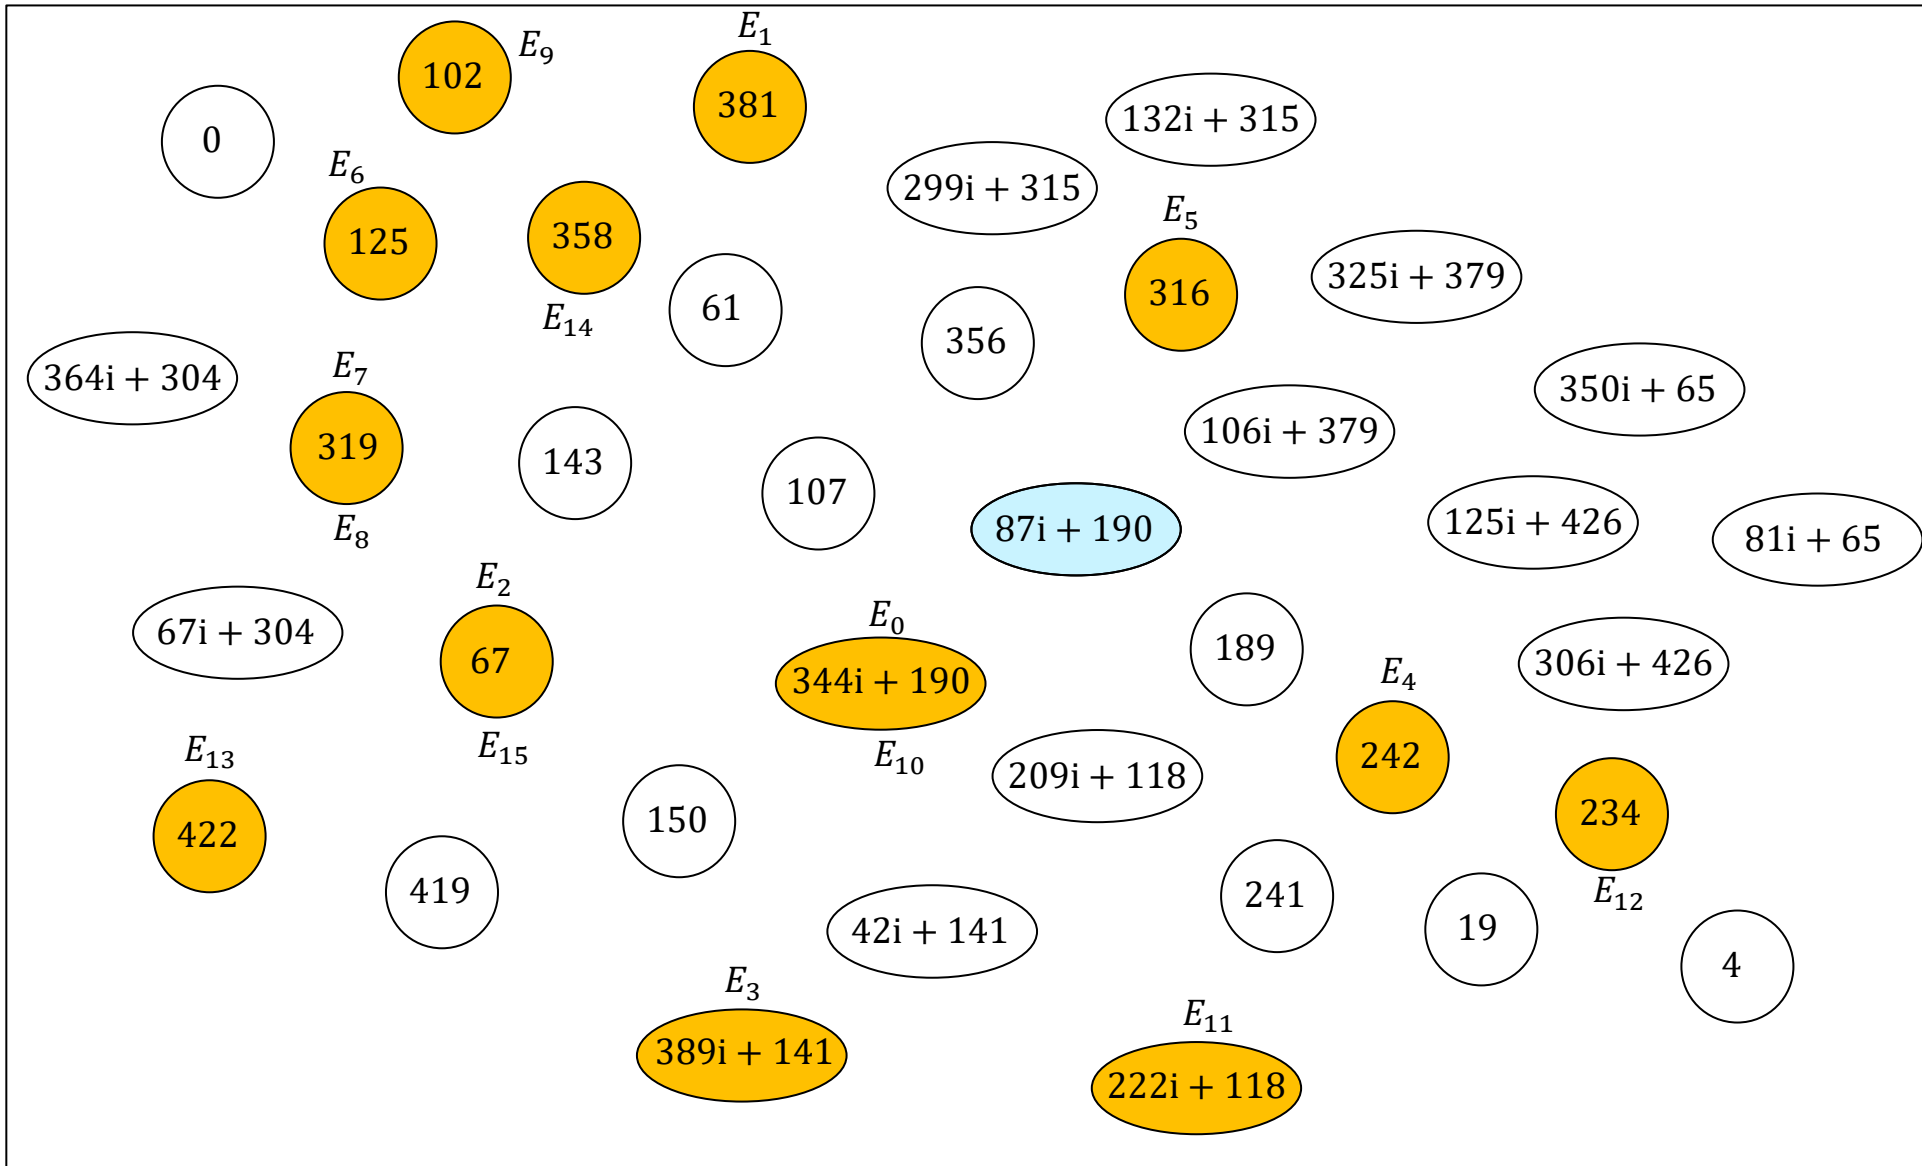 E₁
E₉
102
381
132i + 315
0
E₆
299i + 315
E₅
125
358
325i + 379
316
61
E₁₄
356
E₇
364i + 304
350i + 65
106i + 379
319
143
107
125i + 426
E₈
87i + 190
81i + 65
E₂
E₀
67i + 304
189
67
306i + 426
344i + 190
E₄
E₁₃
E₁₅
E₁₀
242
209i + 118
234
150
422
419
241
E₁₂
42i + 141
19
4
E₃
E₁₁
389i + 141
222i + 118